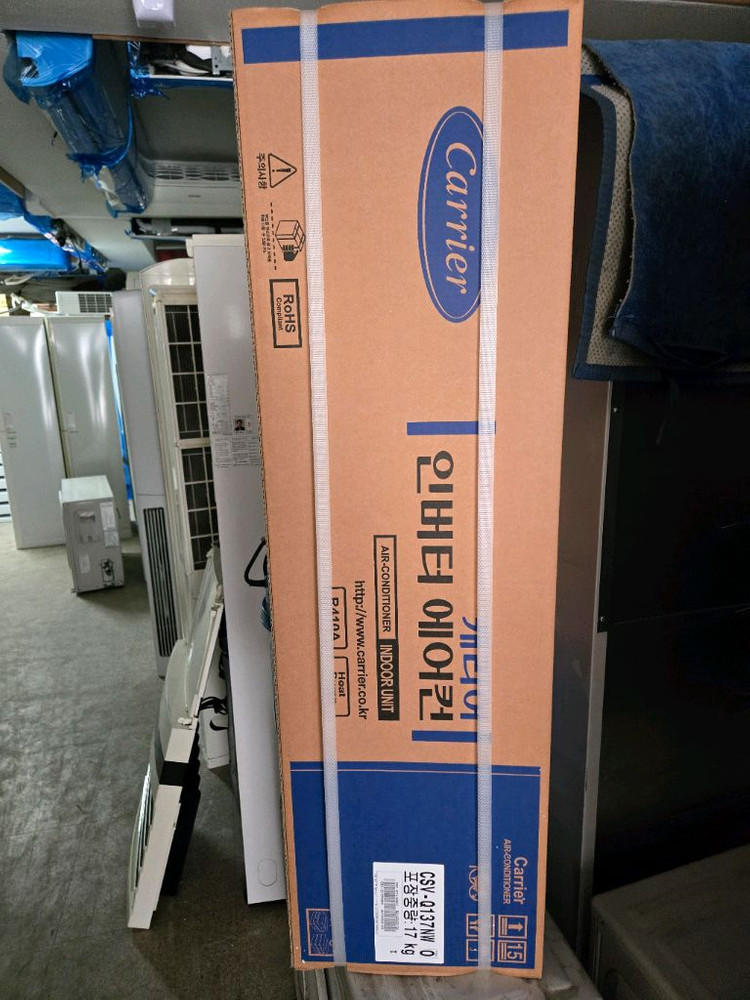 Carrier
주의사항
RoHS
Compliant
캐리어
인버터 에어컨
AIR-CONDITIONER INDOOR UNIT
http://www.carrier.co.kr
R410A
Heat
Carrier
AIR-CONDITIONER
15
CSV-Q137NW O
포장중량:17 kg